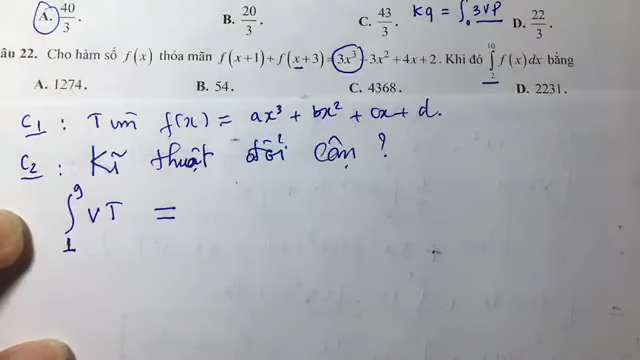 A. 40/3. B. 20/3. C. 43/3. KQ = ∫₀ 3VP D. 22/3.
âu 22. Cho hàm số f(x) thỏa mãn f(x+1)+f(x+3)=3x³-3x²+4x+2. Khi đó ∫₂¹⁰ f(x)dx bằng
A. 1274. B. 54. C. 4368. D. 2231.
C1 : Tìm f(x) = ax³ + bx² + cx + d.
C2 : Kĩ thuật đổi cận ?
∫₁⁹ VT =